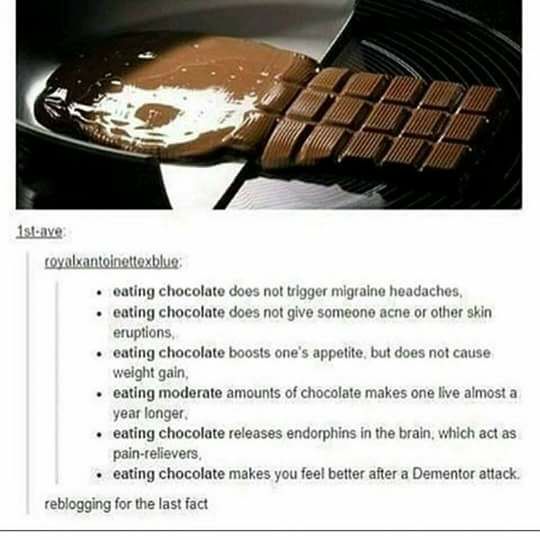 1st-ave:
royalxantoinettexblue:
• eating chocolate does not trigger migraine headaches,
• eating chocolate does not give someone acne or other skin
eruptions,
• eating chocolate boosts one's appetite, but does not cause
weight gain,
• eating moderate amounts of chocolate makes one live almost a
year longer,
• eating chocolate releases endorphins in the brain, which act as
pain-relievers,
• eating chocolate makes you feel better after a Dementor attack.
reblogging for the last fact